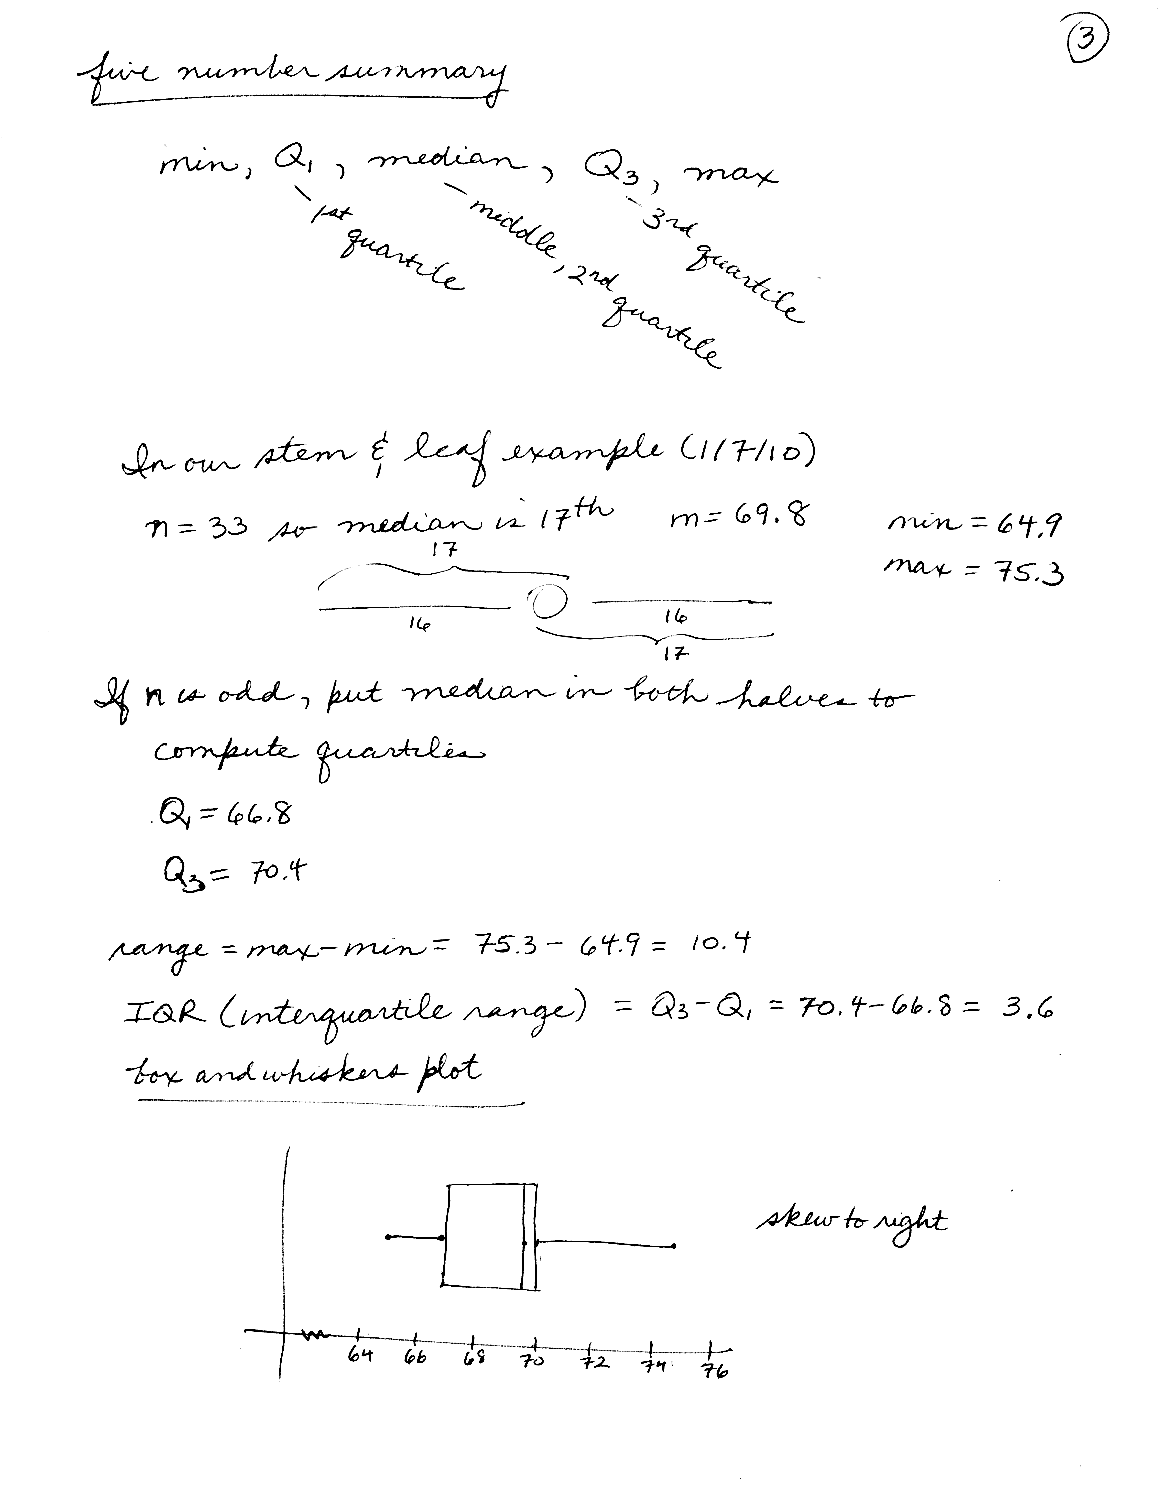 3
five number summary
min, Q1, median, Q3, max
1st quartile
middle, 2nd quartile
3rd quartile
In our stem & leaf example (1/7/10)
n = 33 so median is 17th m = 69.8 min = 64.9
max = 75.3
17
16 16
17
If n is odd, put median in both halves to
compute quartiles
Q1 = 66.8
Q3 = 70.4
range = max-min = 75.3 - 64.9 = 10.4
IQR (interquartile range) = Q3 - Q1 = 70.4 - 66.8 = 3.6
box and whiskers plot
skew to right
64 66 68 70 72 74 76